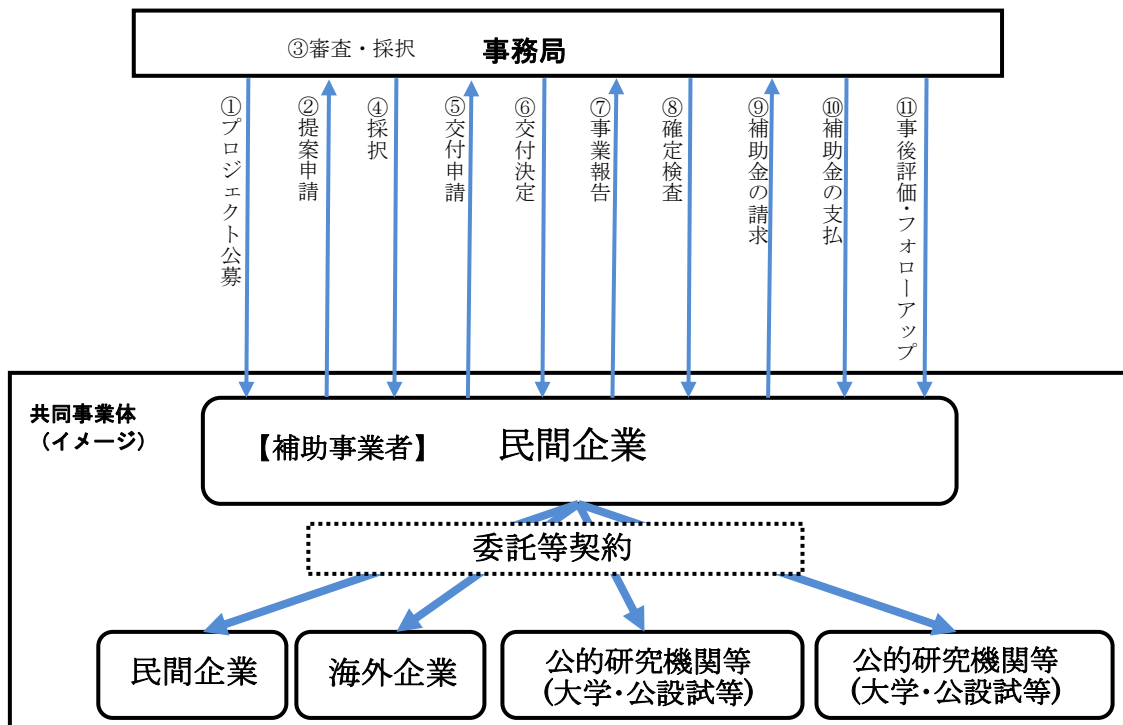 ③審査・採択
事務局
①プロジェクト公募
②提案申請
④採択
⑤交付申請
⑥交付決定
⑦事業報告
⑧確定検査
⑨補助金の請求
⑩補助金の支払
⑪事後評価・フォローアップ
共同事業体
（イメージ）
【補助事業者】
民間企業
委託等契約
民間企業
海外企業
公的研究機関等
(大学・公設試等)
公的研究機関等
(大学・公設試等)